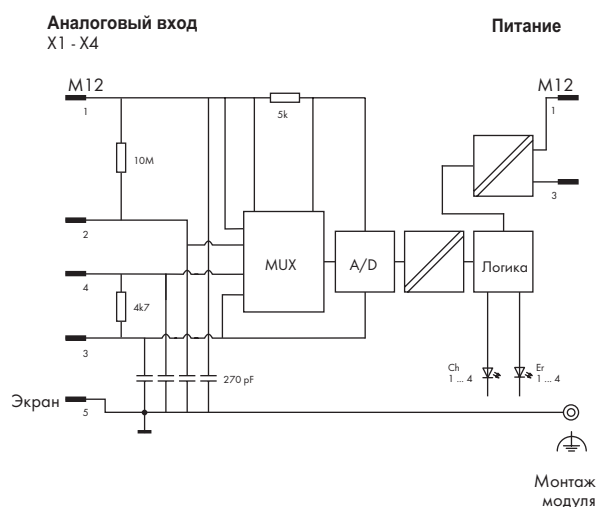 Аналоговый вход
X1 - X4
Питание
M12
M12
1
5k
1
10M
3
2
MUX
A/D
Логика
4
4k7
3
Ch
1 ... 4
Er
1 ... 4
270 pF
Экран
5
Монтаж
модуля